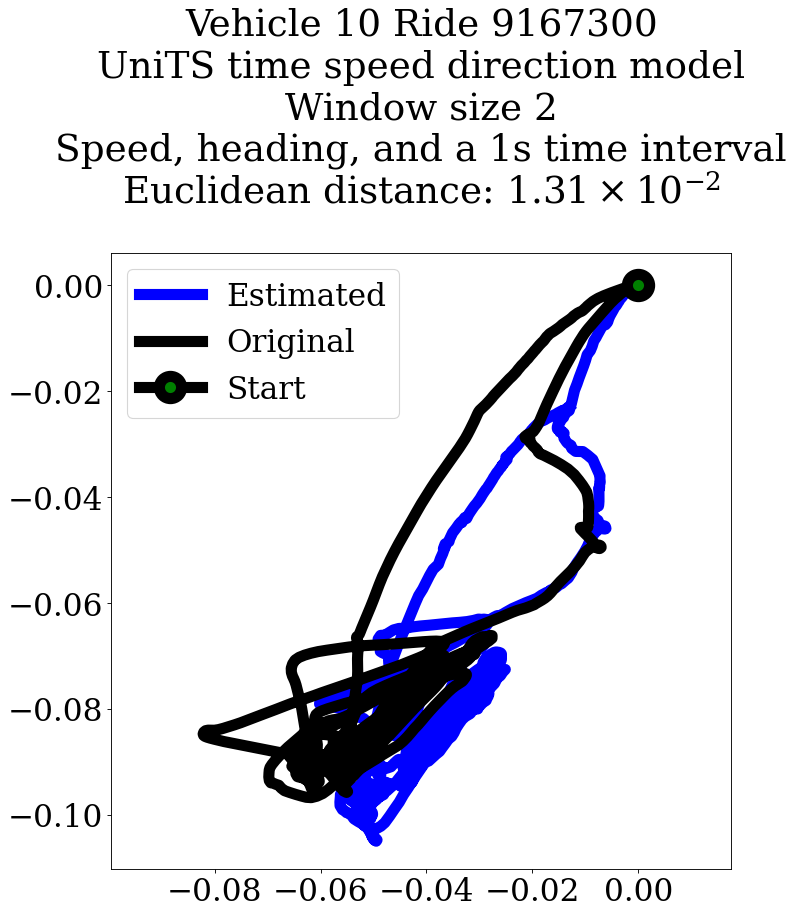 Vehicle 10 Ride 9167300
UniTS time speed direction model
Window size 2
Speed, heading, and a 1s time interval
Euclidean distance: 1.31 × 10⁻²
Estimated
Original
Start
0.00
−0.02
−0.04
−0.06
−0.08
−0.10
−0.08 −0.06 −0.04 −0.02 0.00